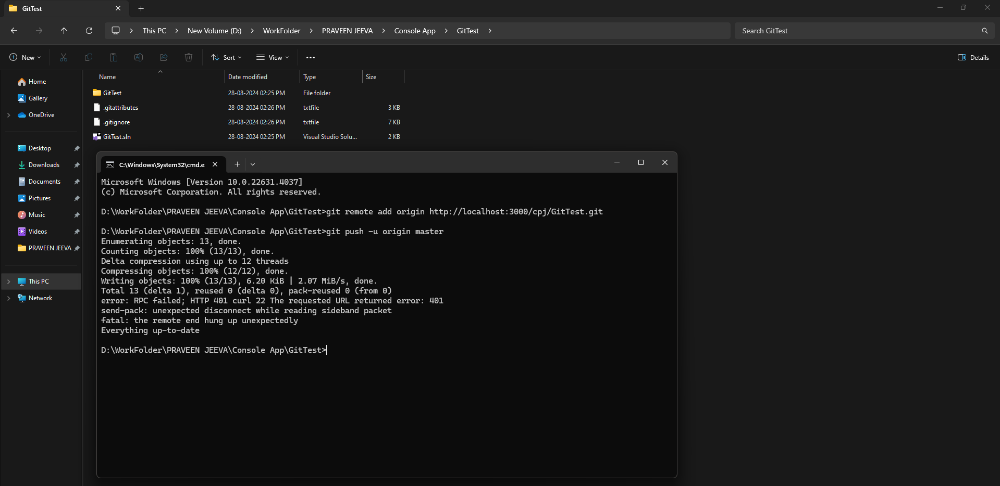 GitTest
This PC > New Volume (D:) > WorkFolder > PRAVEEN JEEVA > Console App > GitTest >
Search GitTest
New
Sort
View
Details
Name Date modified Type Size
GitTest 28-08-2024 02:25 PM File folder
.gitattributes 28-08-2024 02:26 PM txtfile 3 KB
.gitignore 28-08-2024 02:26 PM txtfile 7 KB
GitTest.sln 28-08-2024 02:25 PM Visual Studio Solu... 2 KB
Home
Gallery
OneDrive
Desktop
Downloads
Documents
Pictures
Music
Videos
PRAVEEN JEEVA
This PC
Network
C:\Windows\System32\cmd.e
Microsoft Windows [Version 10.0.22631.4037]
(c) Microsoft Corporation. All rights reserved.
D:\WorkFolder\PRAVEEN JEEVA\Console App\GitTest>git remote add origin http://localhost:3000/cpj/GitTest.git
D:\WorkFolder\PRAVEEN JEEVA\Console App\GitTest>git push -u origin master
Enumerating objects: 13, done.
Counting objects: 100% (13/13), done.
Delta compression using up to 12 threads
Compressing objects: 100% (12/12), done.
Writing objects: 100% (13/13), 6.20 KiB | 2.07 MiB/s, done.
Total 13 (delta 1), reused 0 (delta 0), pack-reused 0 (from 0)
error: RPC failed; HTTP 401 curl 22 The requested URL returned error: 401
send-pack: unexpected disconnect while reading sideband packet
fatal: the remote end hung up unexpectedly
Everything up-to-date
D:\WorkFolder\PRAVEEN JEEVA\Console App\GitTest>